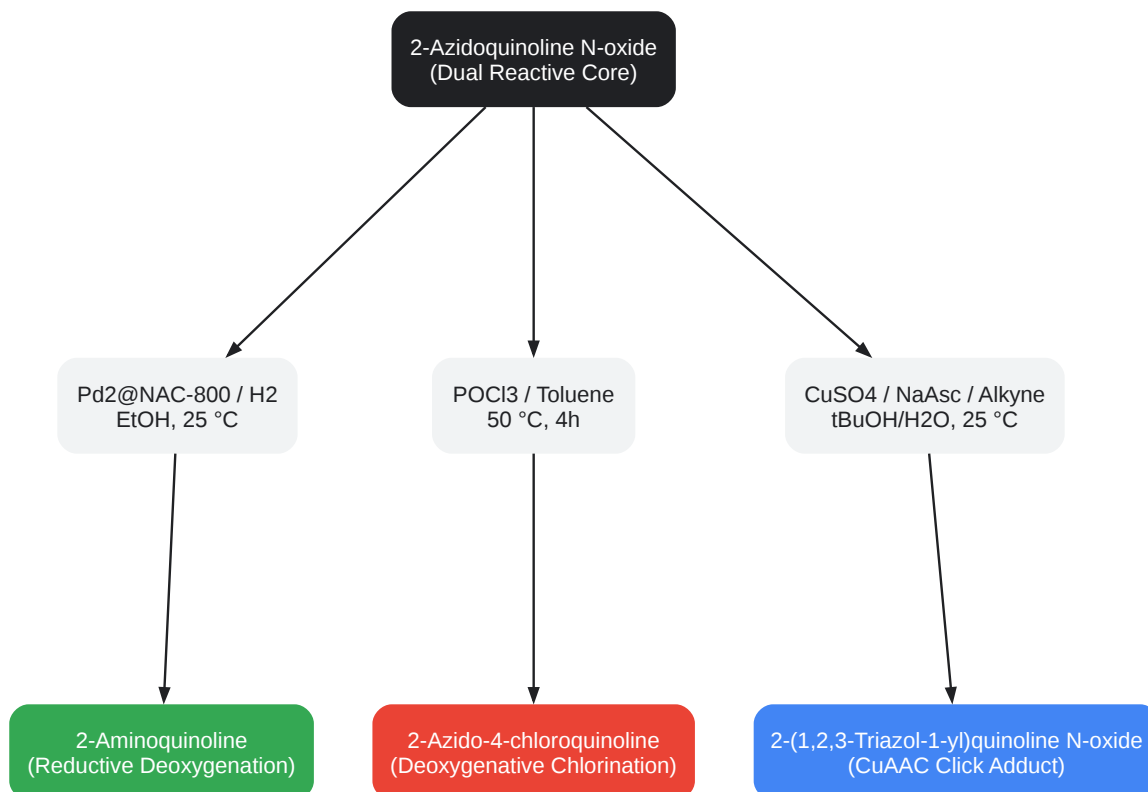 2-Azidoquinoline N-oxide
(Dual Reactive Core)
Pd2@NAC-800 / H2
EtOH, 25 °C
POCl3 / Toluene
50 °C, 4h
CuSO4 / NaAsc / Alkyne
tBuOH/H2O, 25 °C
2-Aminoquinoline
(Reductive Deoxygenation)
2-Azido-4-chloroquinoline
(Deoxygenative Chlorination)
2-(1,2,3-Triazol-1-yl)quinoline N-oxide
(CuAAC Click Adduct)